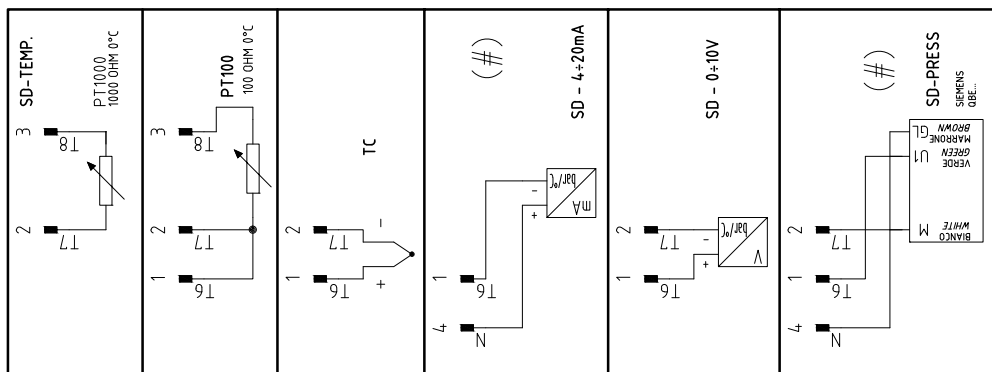 SD-TEMP.
PT1000
1000 OHM 0°C
3
T8
2
T7
PT100
100 OHM 0°C
3
T8
2
T7
1
T6
TC
2
T7
-
1
T6
+
(#)
SD - 4÷20mA
bar/°C
mA
-
+
1
T6
4
N
SD - 0÷10V
2
T7
1
T6
-
+
bar/°C
V
(#)
SD-PRESS
SIEMENS
QBE...
GL
MARRONE
BROWN
U1
VERDE
GREEN
M
BIANCO
WHITE
2
T7
1
T6
4
N